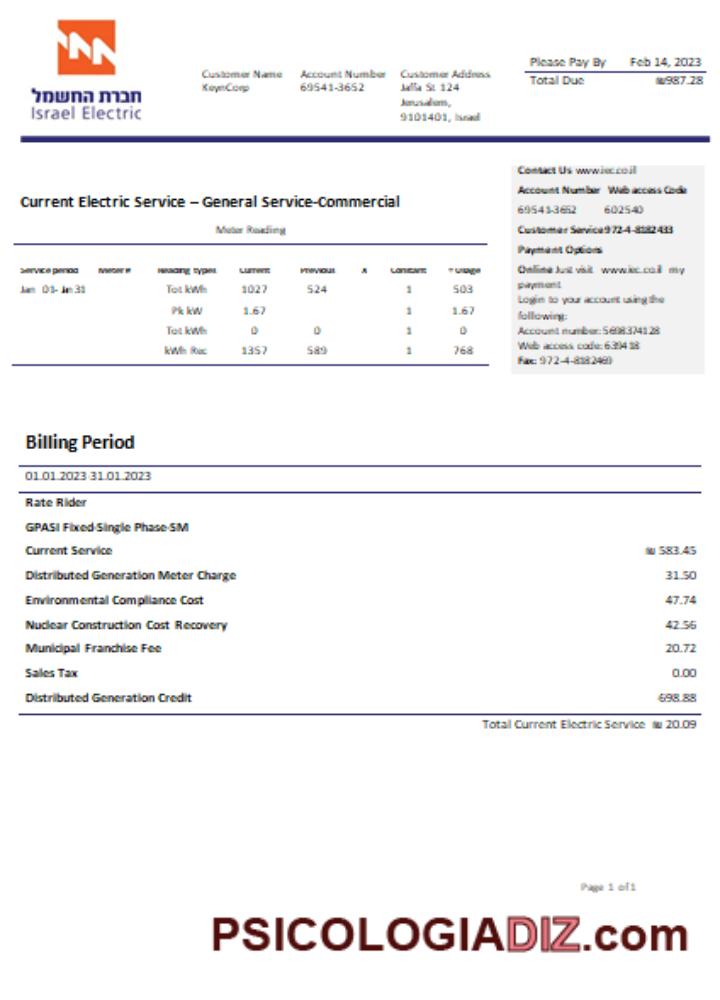 חברת החשמל
Israel Electric
Customer Name Account Number Customer Address
KeynCorp 69541-3652 Jaffa St 124
Jerusalem,
9101401, Israel
Please Pay By Feb 14, 2023
Total Due ₪987.28
Contact Us www.iec.co.il
Account Number Web access Code
69541-3652 602540
Customer Service 972-4-8182433
Payment Options
Online Just visit www.iec.co.il my
payment
Login to your account using the
following:
Account number: 5698374128
Web access code: 639418
Fax: 972-4-8182469
Current Electric Service – General Service-Commercial
Meter Reading
Service period Meter # Reading types Current Previous X Constant Usage
Jan 01- Jan 31 Tot kWh 1027 524 1 503
Pk kW 1.67 1 1.67
Tot kWh 0 0 1 0
kWh Rec 1357 589 1 768
Billing Period
01.01.2023-31.01.2023
Rate Rider
GPASI Fixed-Single Phase-SM
Current Service ₪ 583.45
Distributed Generation Meter Charge 31.50
Environmental Compliance Cost 47.74
Nuclear Construction Cost Recovery 42.56
Municipal Franchise Fee 20.72
Sales Tax 0.00
Distributed Generation Credit -698.88
Total Current Electric Service ₪ 20.09
Page 1 of 1
PSICOLOGIADIZ.com